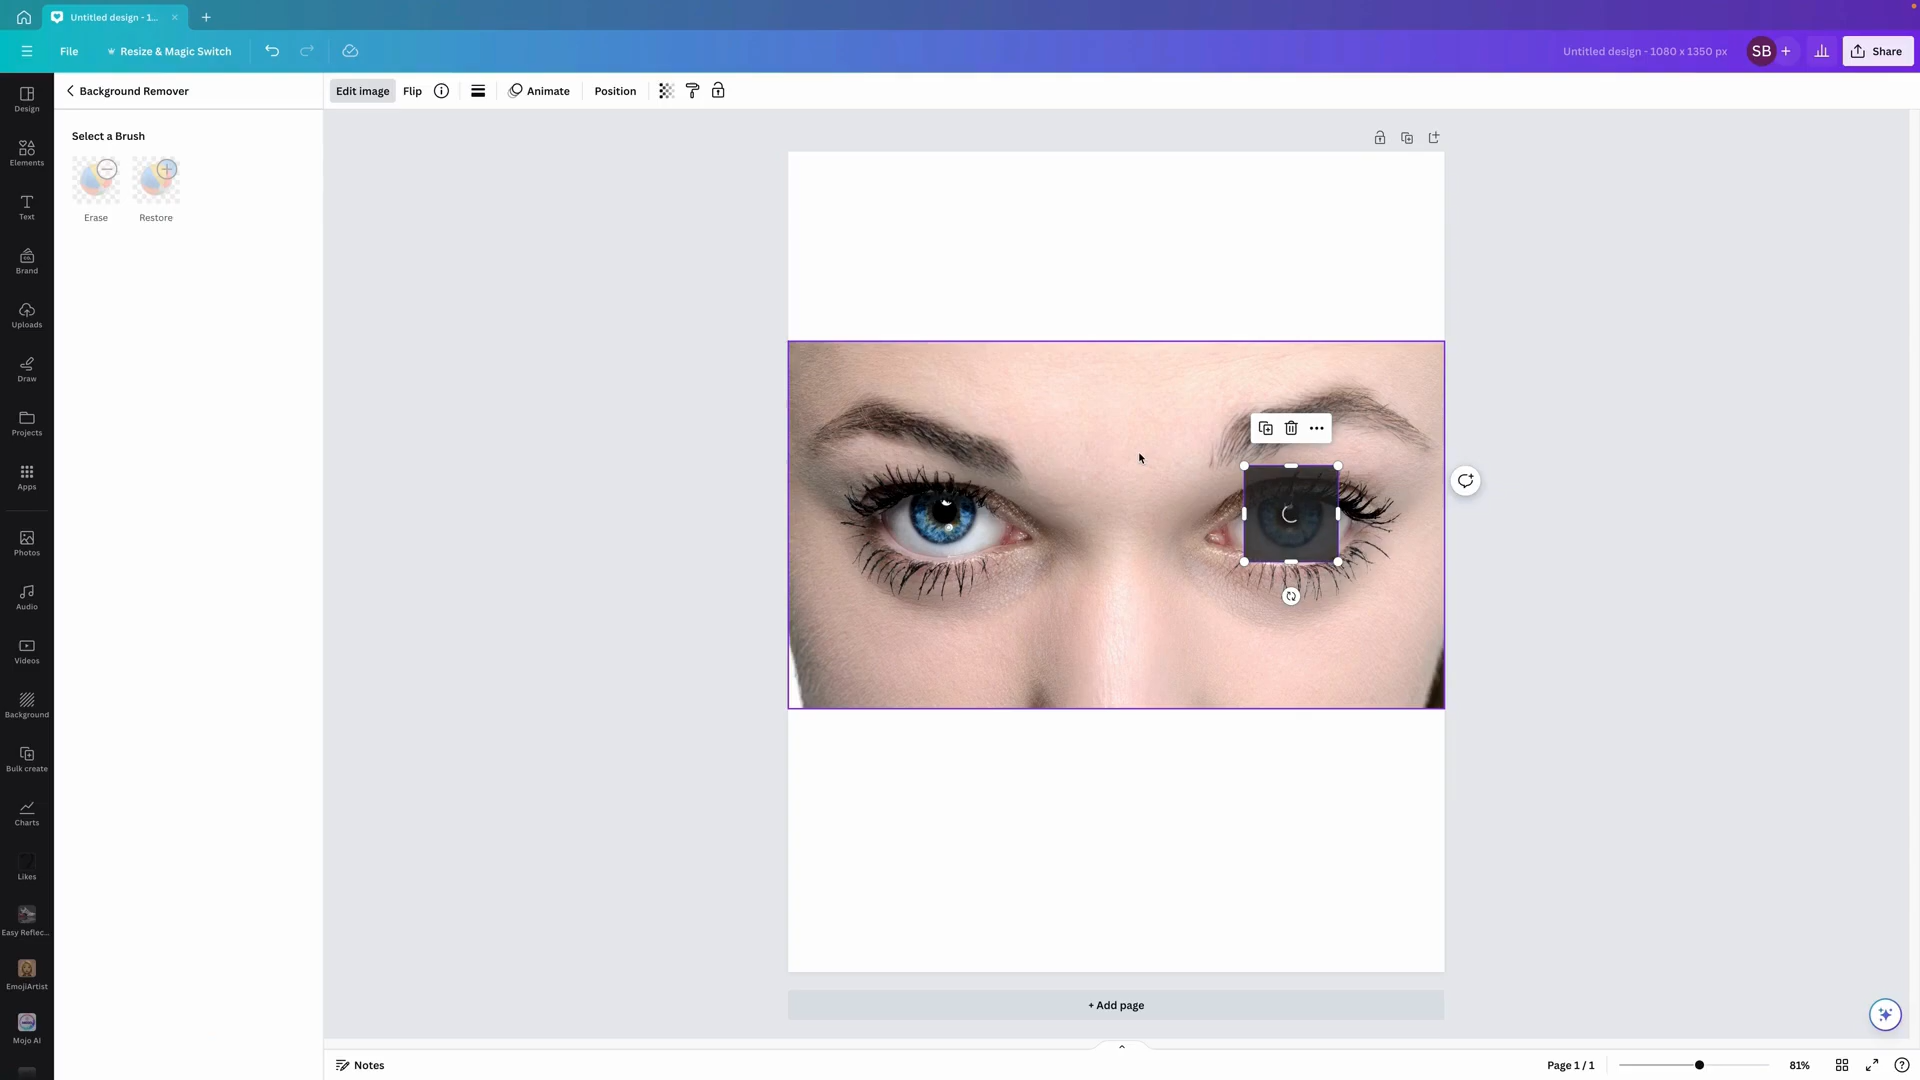 Untitled design - 1...
File
Resize & Magic Switch
Untitled design - 1080 x 1350 px
SB
Share
Background Remover
Edit image
Flip
Animate
Position
Select a Brush
Erase
Restore
Design
Elements
Text
Brand
Uploads
Draw
Projects
Apps
Photos
Audio
Videos
Background
Bulk create
Charts
Likes
Easy Reflec...
EmojiArtist
Mojo AI
+ Add page
Notes
Page 1 / 1
81%